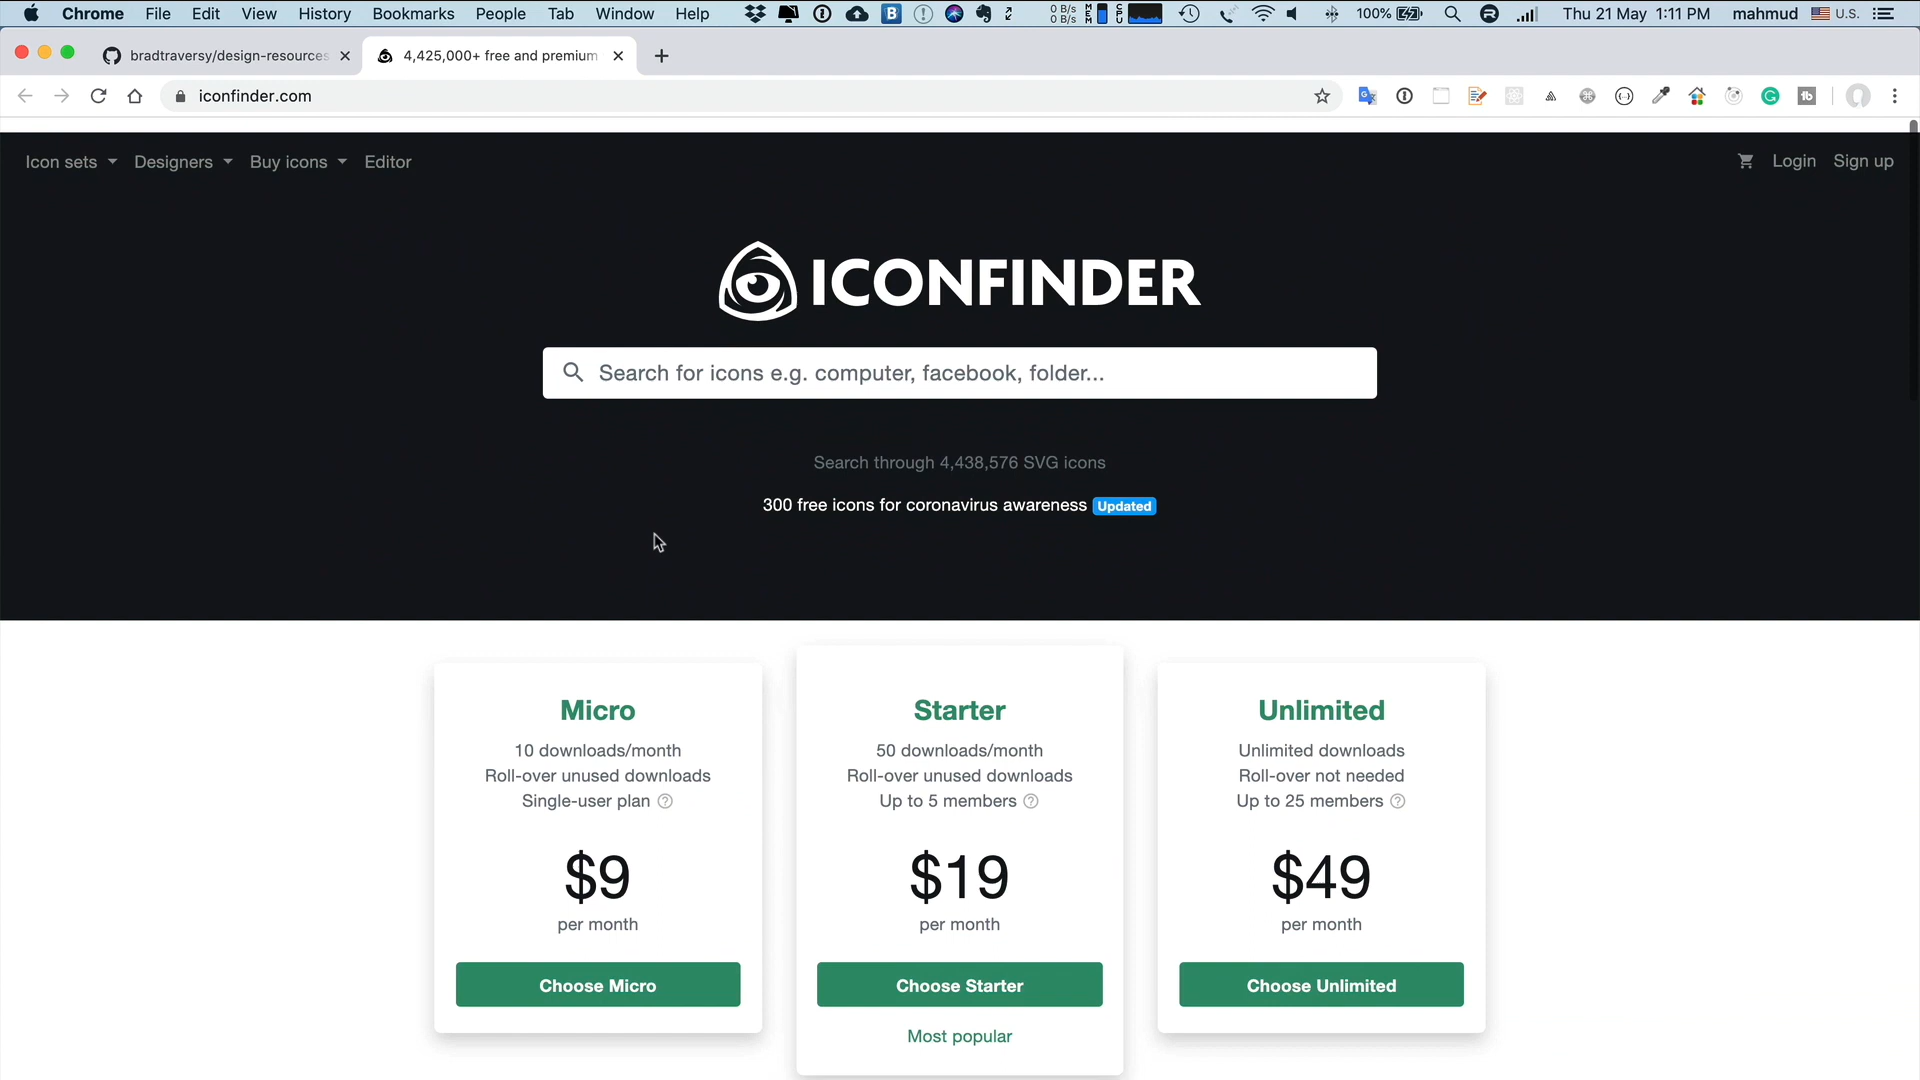 Chrome File Edit View History Bookmarks People Tab Window Help 0 B/s 0 B/s MEM CPU 100% Thu 21 May 1:11 PM mahmud U.S.
bradtraversy/design-resources 4,425,000+ free and premium
iconfinder.com
Icon sets Designers Buy icons Editor Login Sign up
ICONFINDER
Search for icons e.g. computer, facebook, folder...
Search through 4,438,576 SVG icons
300 free icons for coronavirus awareness Updated
Micro
10 downloads/month
Roll-over unused downloads
Single-user plan
$9
per month
Choose Micro
Starter
50 downloads/month
Roll-over unused downloads
Up to 5 members
$19
per month
Choose Starter
Most popular
Unlimited
Unlimited downloads
Roll-over not needed
Up to 25 members
$49
per month
Choose Unlimited